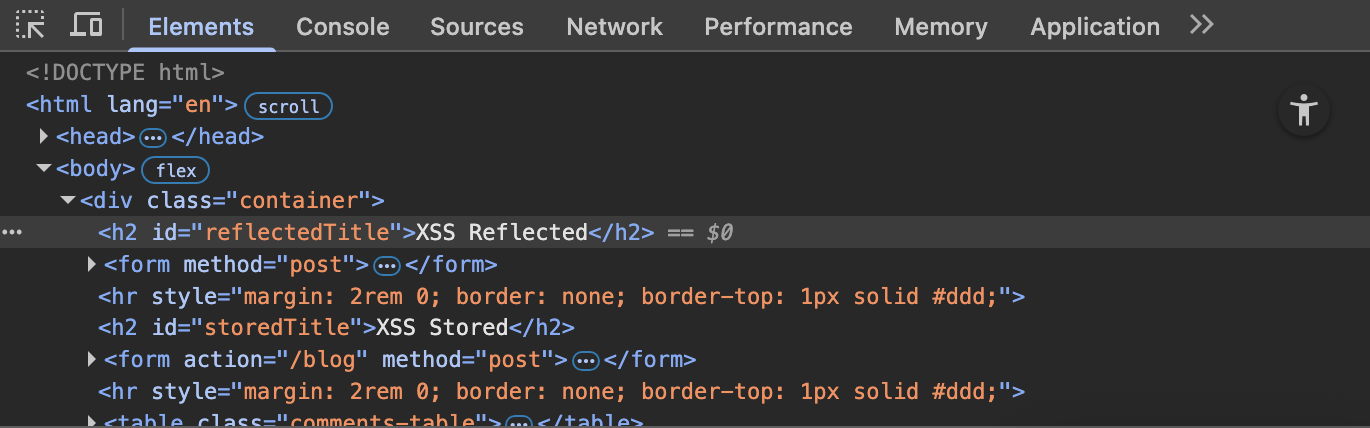 Elements Console Sources Network Performance Memory Application
<!DOCTYPE html>
<html lang="en"> scroll
<head> ••• </head>
<body> flex
<div class="container">
••• <h2 id="reflectedTitle">XSS Reflected</h2> == $0
<form method="post"> ••• </form>
<hr style="margin: 2rem 0; border: none; border-top: 1px solid #ddd;">
<h2 id="storedTitle">XSS Stored</h2>
<form action="/blog" method="post"> ••• </form>
<hr style="margin: 2rem 0; border: none; border-top: 1px solid #ddd;">
<table class="comments-table"> ••• </table>